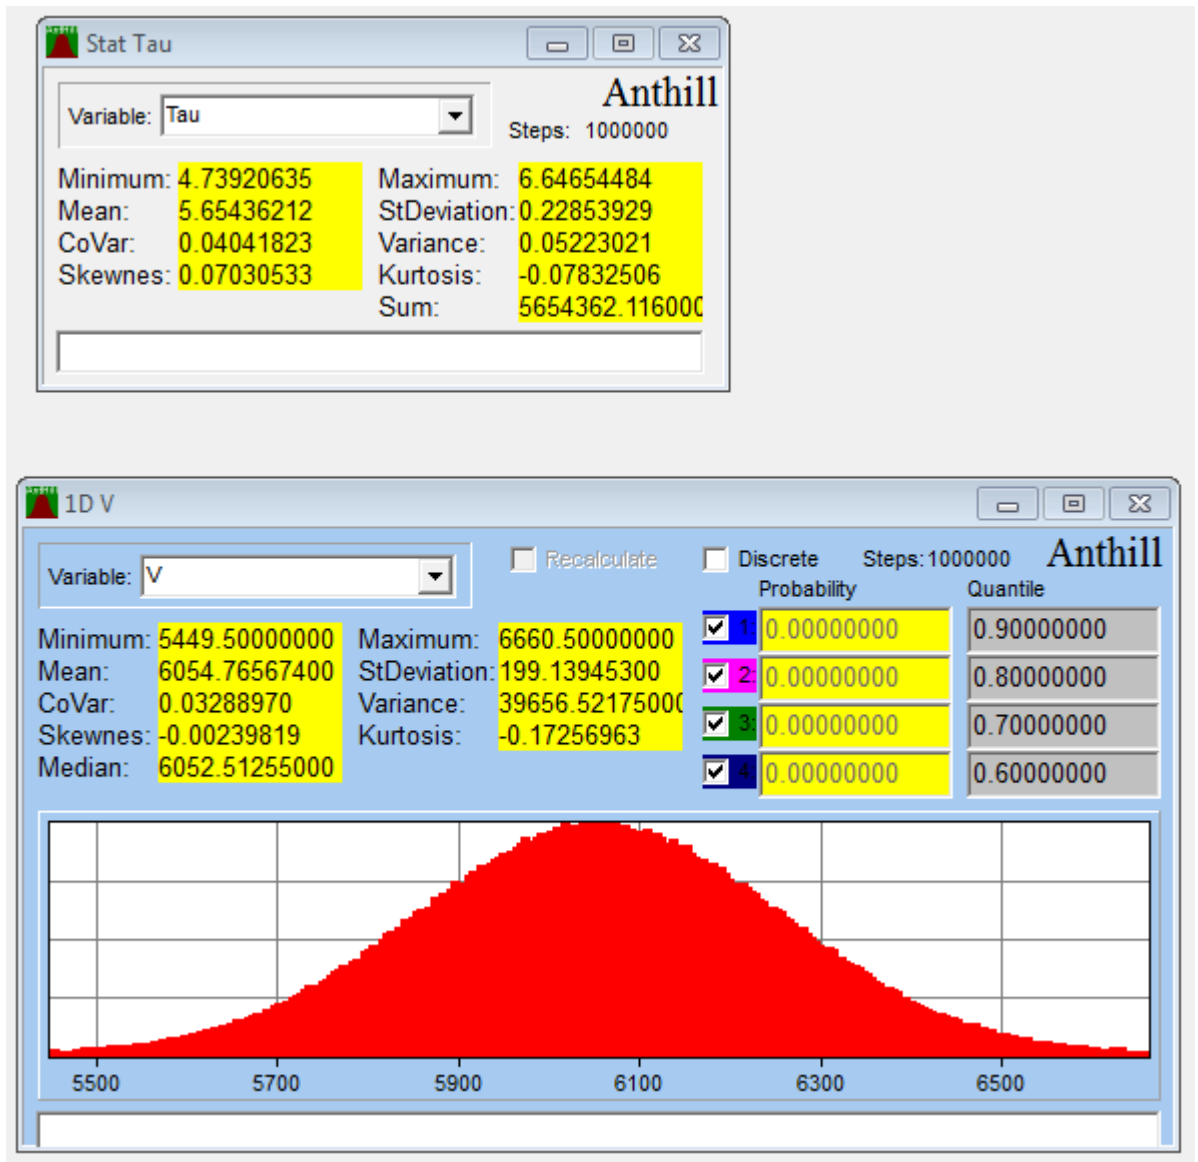 Stat Tau
Anthill
Variable: Tau
Steps: 1000000
Minimum: 4.73920635 Maximum: 6.64654484
Mean: 5.65436212 StDeviation: 0.22853929
CoVar: 0.04041823 Variance: 0.05223021
Skewnes: 0.07030533 Kurtosis: -0.07832506
Sum: 5654362.116000
1D V
Recalculate Discrete Steps: 1000000 Anthill
Variable: V
Probability Quantile
Minimum: 5449.50000000 Maximum: 6660.50000000 1: 0.00000000 0.90000000
Mean: 6054.76567400 StDeviation: 199.13945300 2: 0.00000000 0.80000000
CoVar: 0.03288970 Variance: 39656.52175000 3: 0.00000000 0.70000000
Skewnes: -0.00239819 Kurtosis: -0.17256963
Median: 6052.51255000 4: 0.00000000 0.60000000
5500 5700 5900 6100 6300 6500